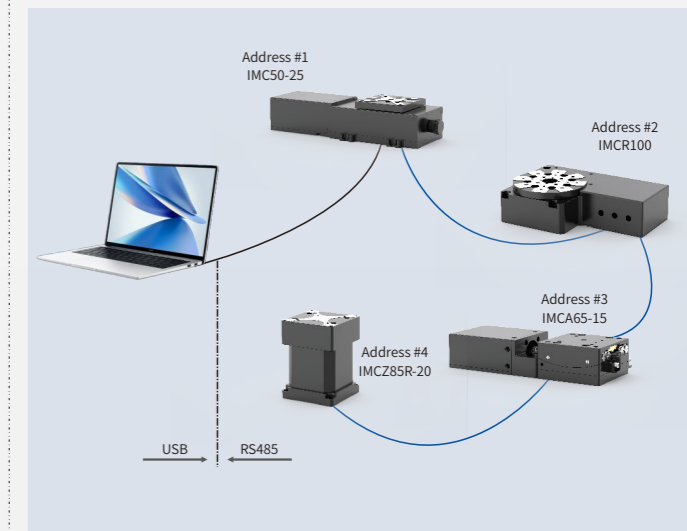 Address #1
IMC50-25
Address #2
IMCR100
Address #3
IMCA65-15
Address #4
IMCZ85R-20
USB
RS485